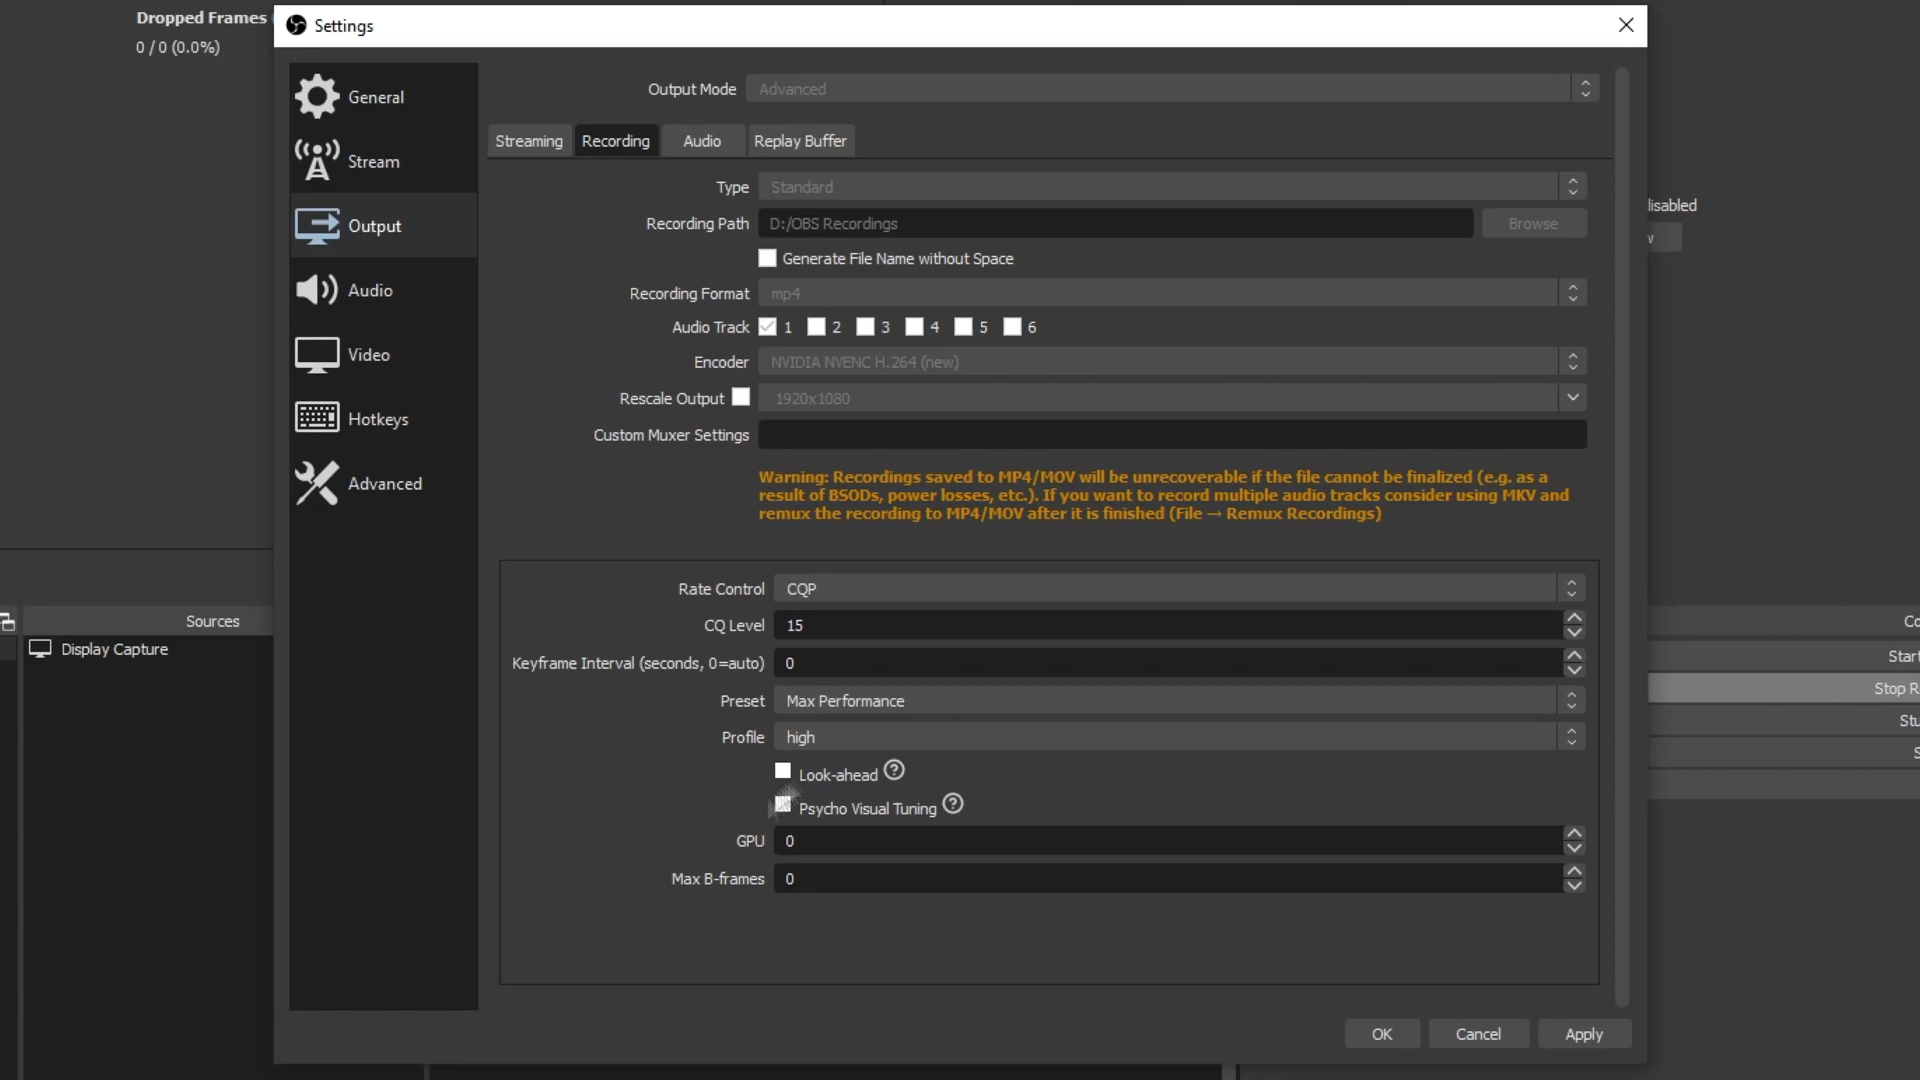 Dropped Frames
0 / 0 (0.0%)
Settings
General
Stream
Output
Audio
Video
Hotkeys
Advanced
Output Mode Advanced
Streaming Recording Audio Replay Buffer
Type Standard
Recording Path D:/OBS Recordings Browse
Generate File Name without Space
Recording Format mp4
Audio Track 1 2 3 4 5 6
Encoder NVIDIA NVENC H.264 (new)
Rescale Output 1920x1080
Custom Muxer Settings
Warning: Recordings saved to MP4/MOV will be unrecoverable if the file cannot be finalized (e.g. as a
result of BSODs, power losses, etc.). If you want to record multiple audio tracks consider using MKV and
remux the recording to MP4/MOV after it is finished (File → Remux Recordings)
Rate Control CQP
CQ Level 15
Keyframe Interval (seconds, 0=auto) 0
Preset Max Performance
Profile high
Look-ahead ?
Psycho Visual Tuning ?
GPU 0
Max B-frames 0
OK Cancel Apply
Sources
Display Capture
isabled
w
Co
Start
Stop R
Stu
S